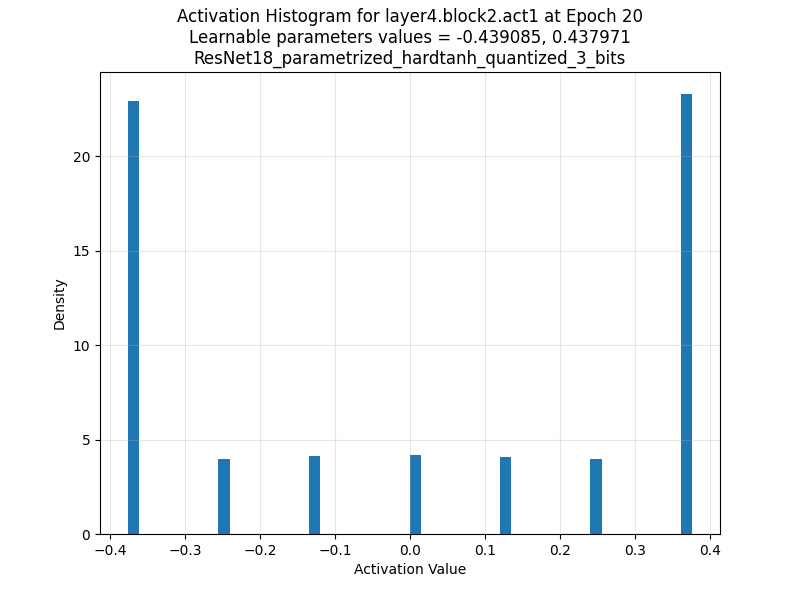 Activation Histogram for layer4.block2.act1 at Epoch 20
Learnable parameters values = -0.439085, 0.437971
ResNet18_parametrized_hardtanh_quantized_3_bits
Density
20
15
10
5
0
−0.4 −0.3 −0.2 −0.1 0.0 0.1 0.2 0.3 0.4
Activation Value